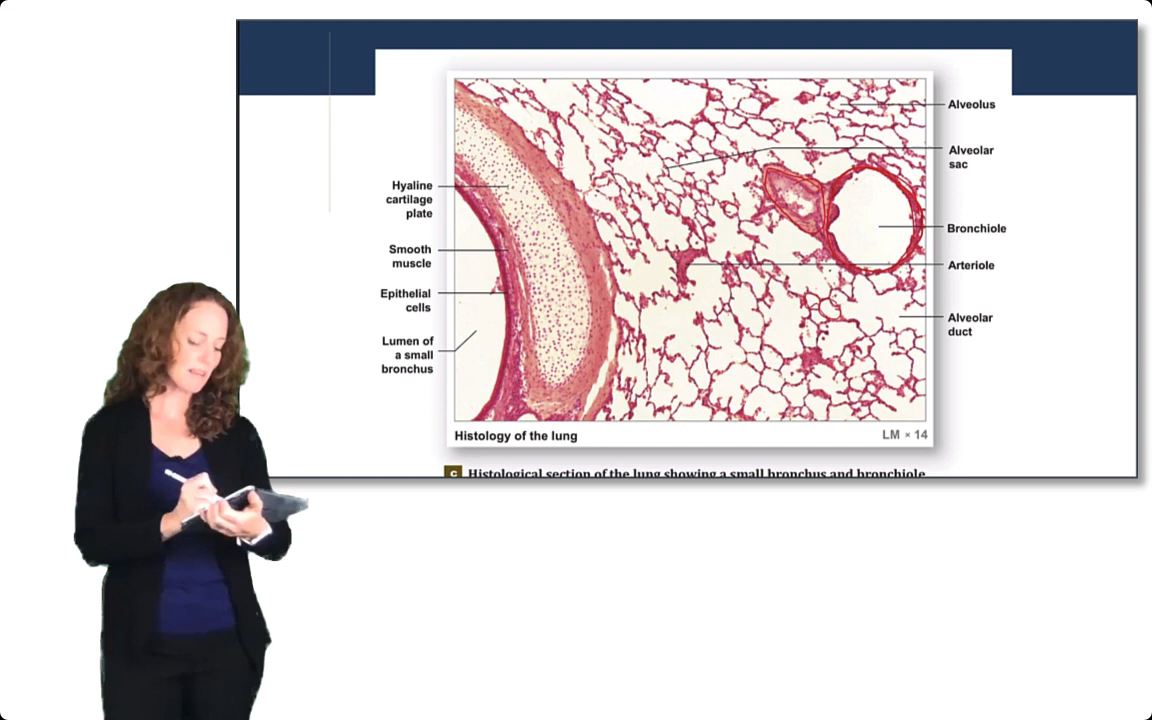 Alveolus
Alveolar
sac
Hyaline
cartilage
plate
Bronchiole
Smooth
muscle
Arteriole
Epithelial
cells
Alveolar
duct
Lumen of
a small
bronchus
Histology of the lung
LM × 14
c Histological section of the lung showing a small bronchus and bronchiole